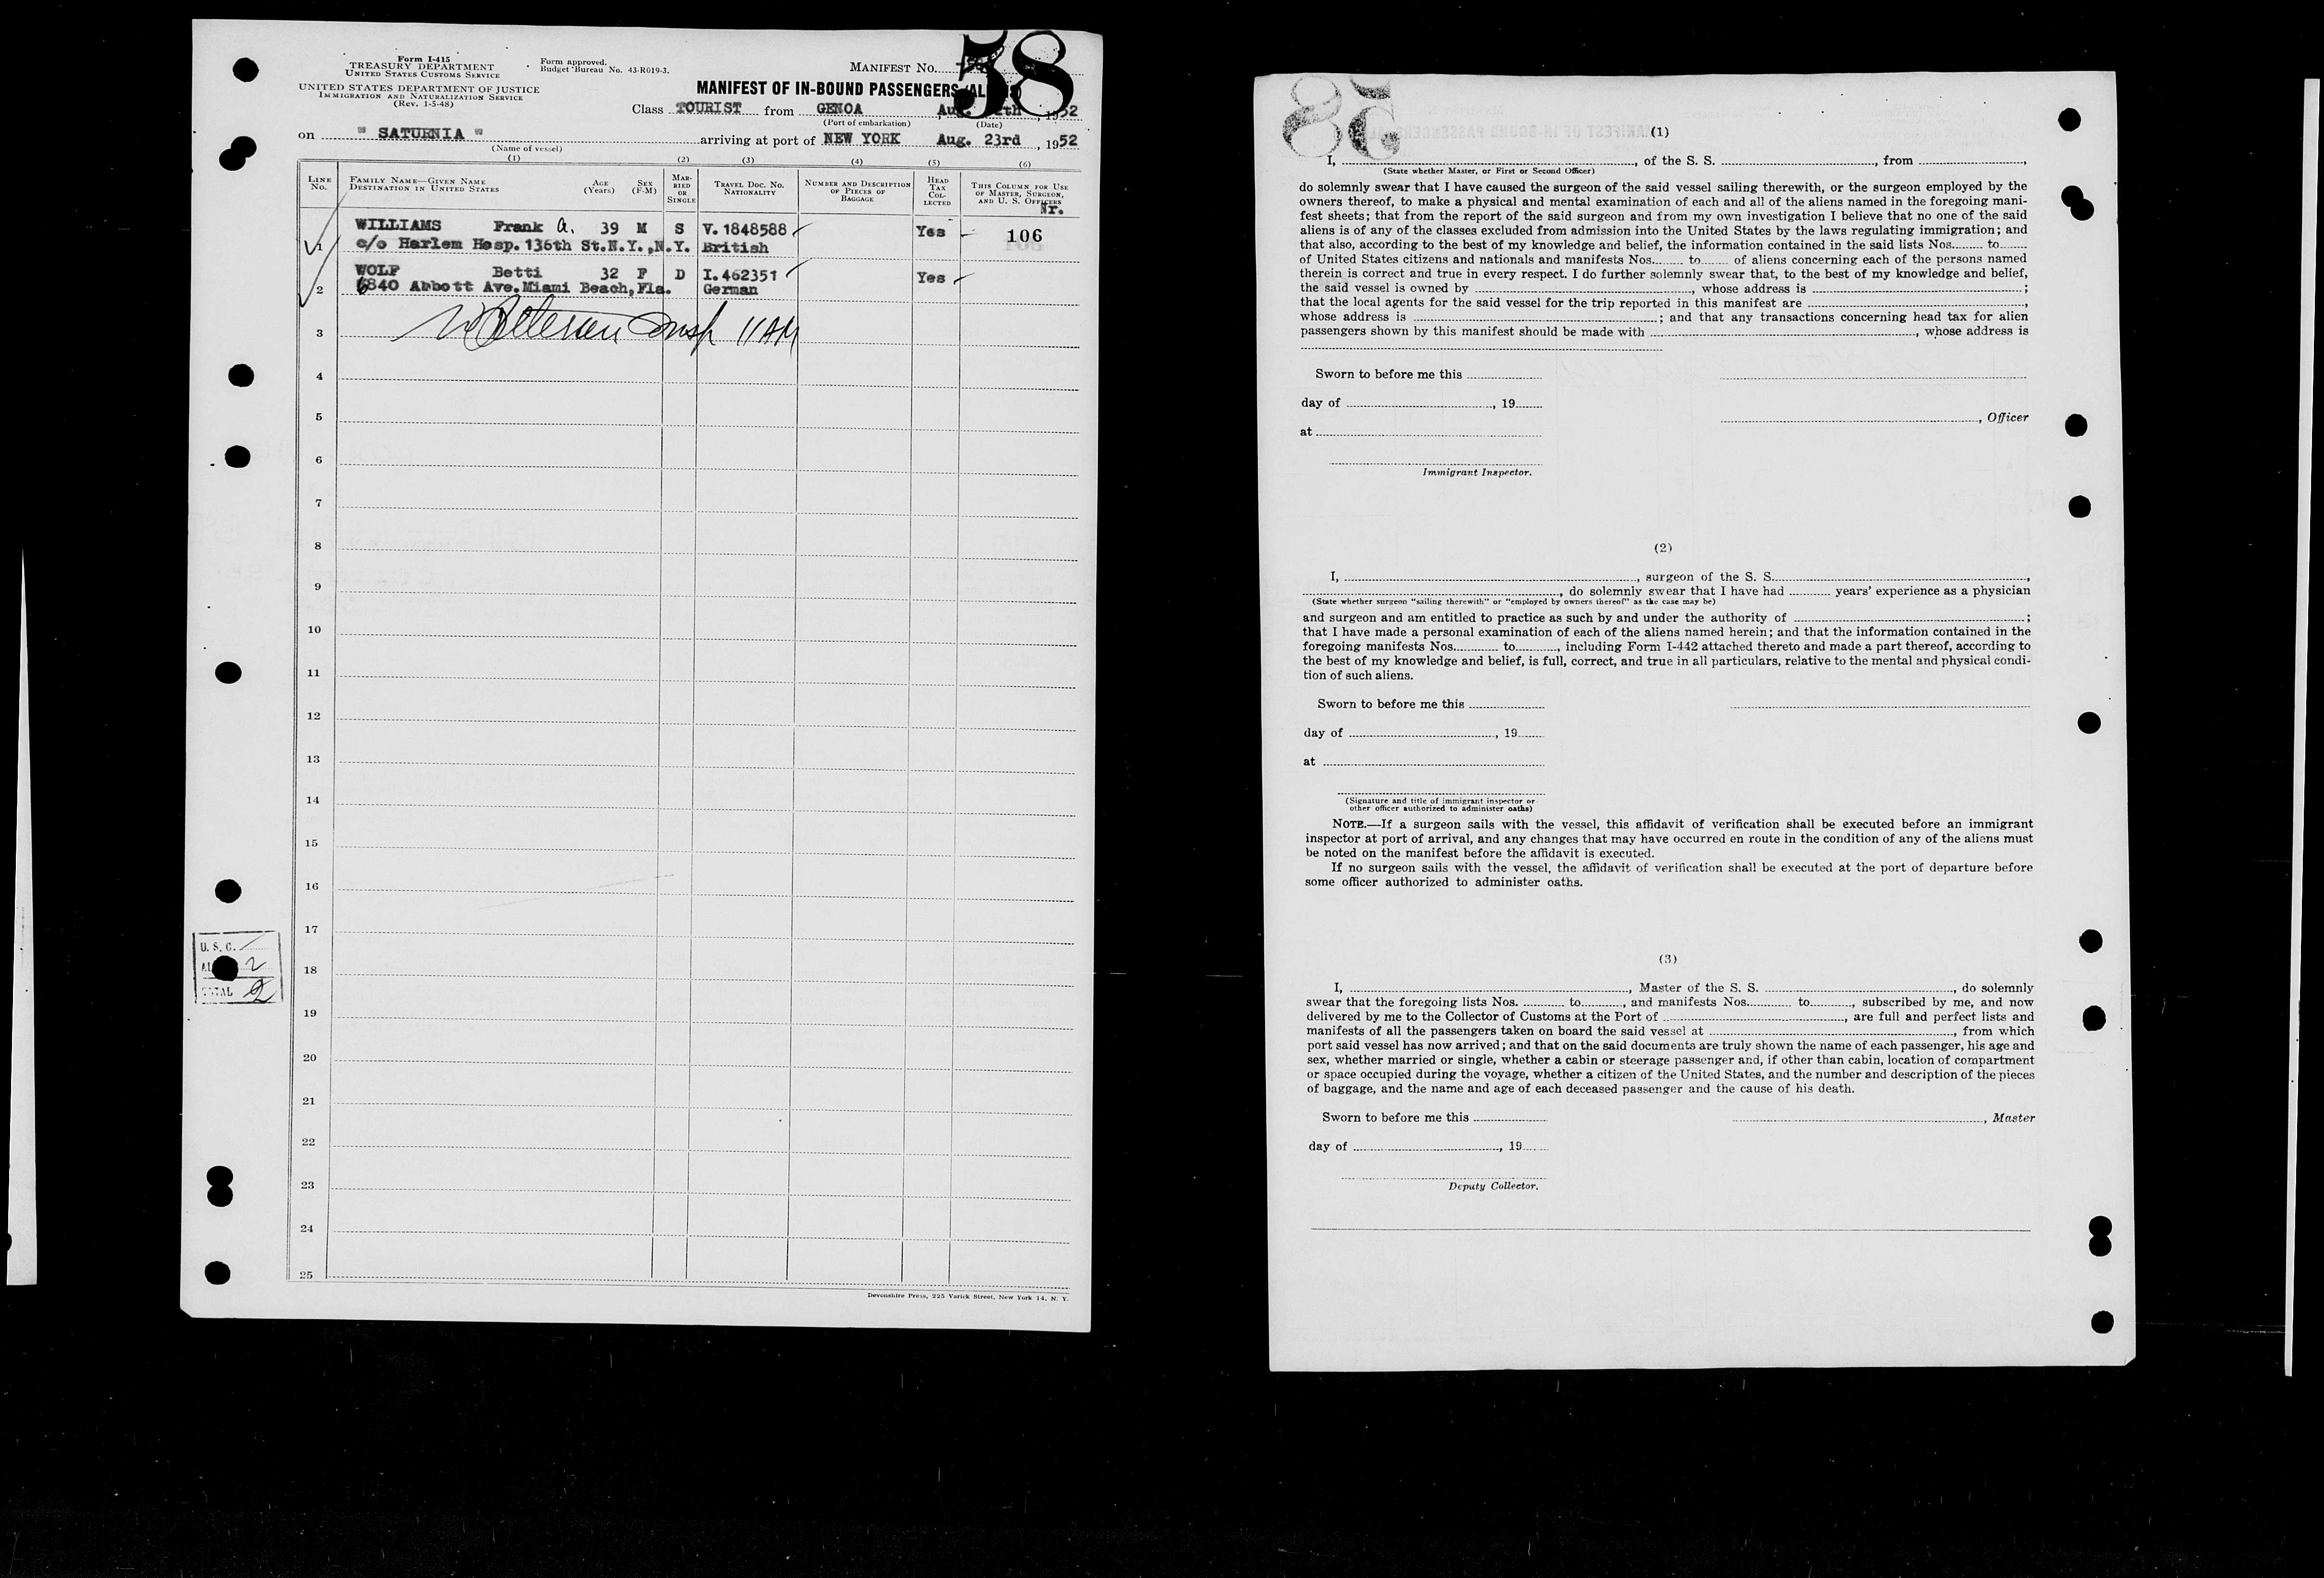 58
Form I-415
TREASURY DEPARTMENT
UNITED STATES CUSTOMS SERVICE
UNITED STATES DEPARTMENT OF JUSTICE
IMMIGRATION AND NATURALIZATION SERVICE
(Rev. 1-5-48)
Form approved.
Budget Bureau No. 43-R019-3.
MANIFEST No.
MANIFEST OF IN-BOUND PASSENGERS
Class TOURIST from GENOA Aug. 1952
(Port of embarkation) (Date)
on " SATURNIA " arriving at port of NEW YORK Aug. 23rd, 1952
(Name of vessel)
(1) (2) (3) (4) (5) (6)
LINE No.
FAMILY NAME—GIVEN NAME
DESTINATION IN UNITED STATES
AGE (Years)
SEX (F-M)
MARRIED OR SINGLE
TRAVEL DOC. NO. NATIONALITY
NUMBER AND DESCRIPTION OF PIECES OF BAGGAGE
HEAD TAX COLLECTED
THIS COLUMN FOR USE OF MASTER, SURGEON, AND U. S. OFFICERS
Nr.
WILLIAMS Frank A. 39 M S V. 1848588 Yes 106
1 c/o Harlem Hosp. 136th St.N.Y.,N.Y. British
WOLF Betti 32 F D I. 462351 Yes
2 6840 Abbott Ave. Miami Beach, Fla. German
3 Insp 11AM
4
5
6
7
8
9
10
11
12
13
14
15
16
17
18
19
20
21
22
23
24
25
U. S. C.
2
TOTAL 2
Devonshire Press, 225 Varick Street, New York 14, N. Y.
(1)
I, , of the S. S. , from ,
(State whether Master, or First or Second Officer)
do solemnly swear that I have caused the surgeon of the said vessel sailing therewith, or the surgeon employed by the
owners thereof, to make a physical and mental examination of each and all of the aliens named in the foregoing mani-
fest sheets; that from the report of the said surgeon and from my own investigation I believe that no one of the said
aliens is of any of the classes excluded from admission into the United States by the laws regulating immigration; and
that also, according to the best of my knowledge and belief, the information contained in the said lists Nos. to
of United States citizens and nationals and manifests Nos. to of aliens concerning each of the persons named
therein is correct and true in every respect. I do further solemnly swear that, to the best of my knowledge and belief,
the said vessel is owned by , whose address is ;
that the local agents for the said vessel for the trip reported in this manifest are ,
whose address is ; and that any transactions concerning head tax for alien
passengers shown by this manifest should be made with , whose address is
Sworn to before me this
day of , 19
, Officer
at
Immigrant Inspector.
(2)
I, , surgeon of the S. S. ,
, do solemnly swear that I have had years' experience as a physician
(State whether surgeon "sailing therewith" or "employed by owners thereof" as the case may be)
and surgeon and am entitled to practice as such by and under the authority of ;
that I have made a personal examination of each of the aliens named herein; and that the information contained in the
foregoing manifests Nos. to , including Form I-442 attached thereto and made a part thereof, according to
the best of my knowledge and belief, is full, correct, and true in all particulars, relative to the mental and physical condi-
tion of such aliens.
Sworn to before me this
day of , 19
at
(Signature and title of immigrant inspector or
other officer authorized to administer oaths)
NOTE.—If a surgeon sails with the vessel, this affidavit of verification shall be executed before an immigrant
inspector at port of arrival, and any changes that may have occurred en route in the condition of any of the aliens must
be noted on the manifest before the affidavit is executed.
If no surgeon sails with the vessel, the affidavit of verification shall be executed at the port of departure before
some officer authorized to administer oaths.
(3)
I, , Master of the S. S. , do solemnly
swear that the foregoing lists Nos. to , and manifests Nos. to , subscribed by me, and now
delivered by me to the Collector of Customs at the Port of , are full and perfect lists and
manifests of all the passengers taken on board the said vessel at , from which
port said vessel has now arrived; and that on the said documents are truly shown the name of each passenger, his age and
sex, whether married or single, whether a cabin or steerage passenger and, if other than cabin, location of compartment
or space occupied during the voyage, whether a citizen of the United States, and the number and description of the pieces
of baggage, and the name and age of each deceased passenger and the cause of his death.
Sworn to before me this
, Master
day of , 19
Deputy Collector.